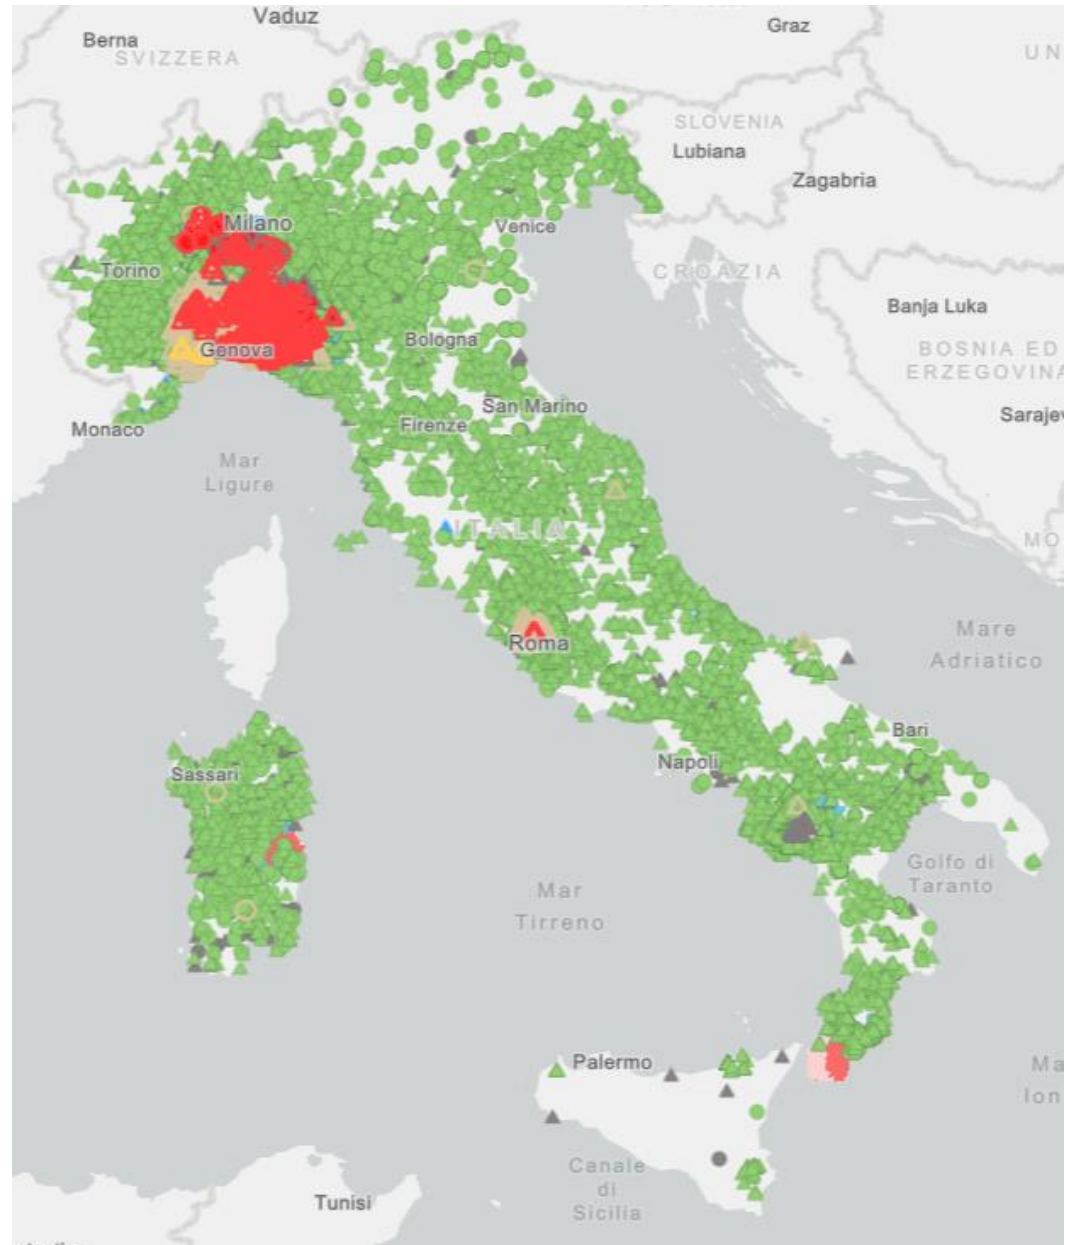 Vaduz
Graz
Berna
SVIZZERA
UN
SLOVENIA
Lubiana
Zagabria
Milano
Venice
Torino
CROAZIA
Banja Luka
Bologna
Genova
BOSNIA ED
ERZEGOVINA
San Marino
Sarajev
Firenze
Monaco
Mar
Ligure
ITALIA
MO
Roma
Mare
Adriatico
Bari
Napoli
Sassari
Golfo di
Taranto
Mar
Tirreno
Palermo
Ma
Ion
Canale
di
Sicilia
Tunisi